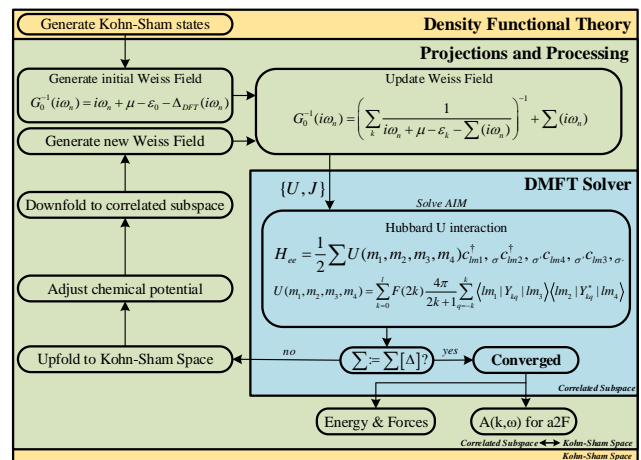 Generate Kohn-Sham states
Density Functional Theory
Projections and Processing
Generate initial Weiss Field
G_0^{-1}(iω_n) = iω_n + μ − ε_0 − Δ_{DFT}(iω_n)
Update Weiss Field
G_0^{-1}(iω_n) = (∑_k 1/(iω_n + μ − ε_k − ∑(iω_n)))^{-1} + ∑(iω_n)
Generate new Weiss Field
{U, J}
DMFT Solver
Solve AIM
Downfold to correlated subspace
Hubbard U interaction
H_{ee} = 1/2 ∑ U(m_1, m_2, m_3, m_4) c^†_{lm1}, _σ c^†_{lm2}, _{σ'} c_{lm4}, _{σ'} c_{lm3}, _{σ'}
U(m_1, m_2, m_3, m_4) = ∑_{k=0}^{l} F(2k) 4π/(2k+1) ∑_{q=−k}^{k} ⟨lm_1 | Y_{kq} | lm_3⟩⟨lm_2 | Y^*_{kq} | lm_4⟩
Adjust chemical potential
Upfold to Kohn-Sham Space
no
∑ := ∑[Δ]?
yes
Converged
Correlated Subspace
Energy & Forces
A(k,ω) for a2F
Correlated Subspace ⟷ Kohn-Sham Space
Kohn-Sham Space